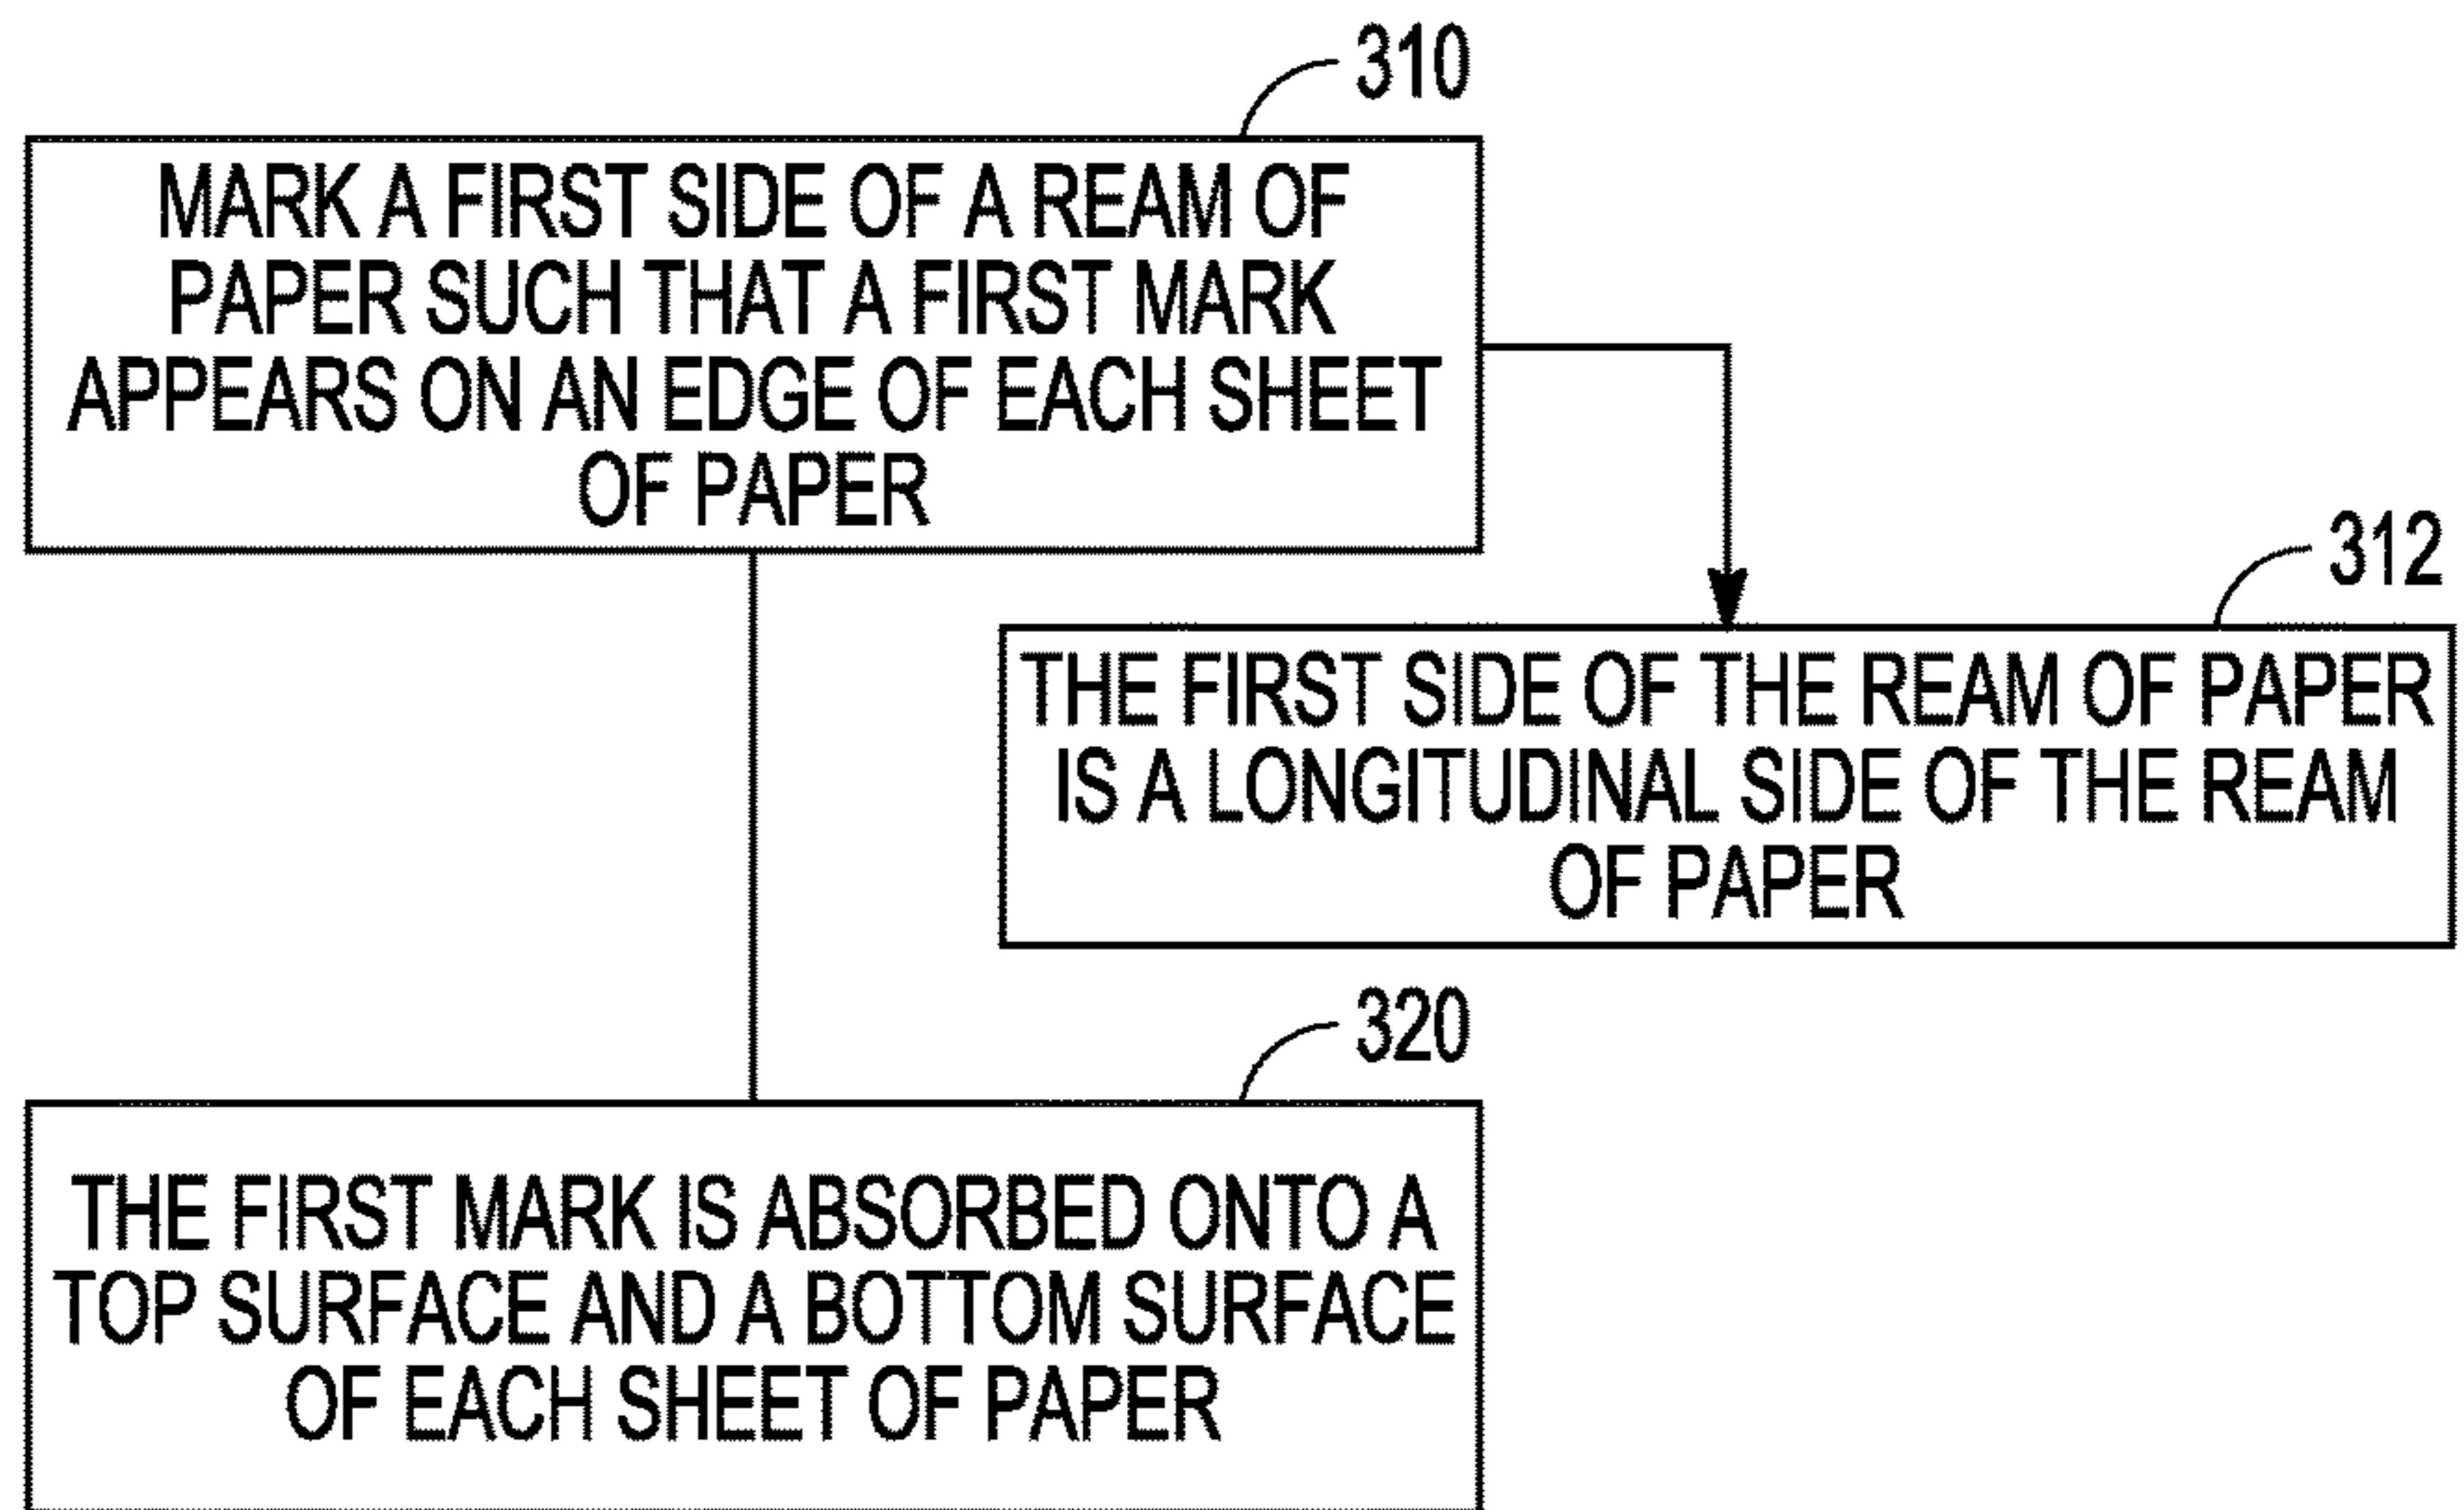 310
MARK A FIRST SIDE OF A REAM OF
PAPER SUCH THAT A FIRST MARK
APPEARS ON AN EDGE OF EACH SHEET
OF PAPER
312
THE FIRST SIDE OF THE REAM OF PAPER
IS A LONGITUDINAL SIDE OF THE REAM
OF PAPER
320
THE FIRST MARK IS ABSORBED ONTO A
TOP SURFACE AND A BOTTOM SURFACE
OF EACH SHEET OF PAPER